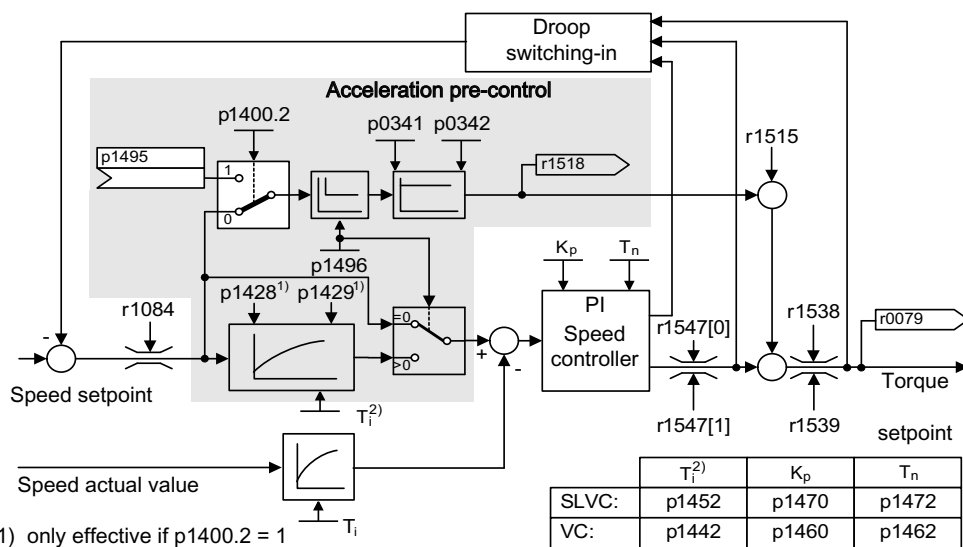 Droop
switching-in
Acceleration pre-control
p1400.2
p0341
p0342
r1515
p1495
r1518
1
0
p1496
Kp
Tn
r1084
p14281)
p14291)
=0
>0
PI
Speed
controller
r1547[0]
r1538
r0079
-
+
-
Speed setpoint
Torque
setpoint
Ti2)
r1547[1]
r1539
Speed actual value
Ti
Ti2) Kp Tn
SLVC: p1452 p1470 p1472
VC: p1442 p1460 p1462
1) only effective if p1400.2 = 1